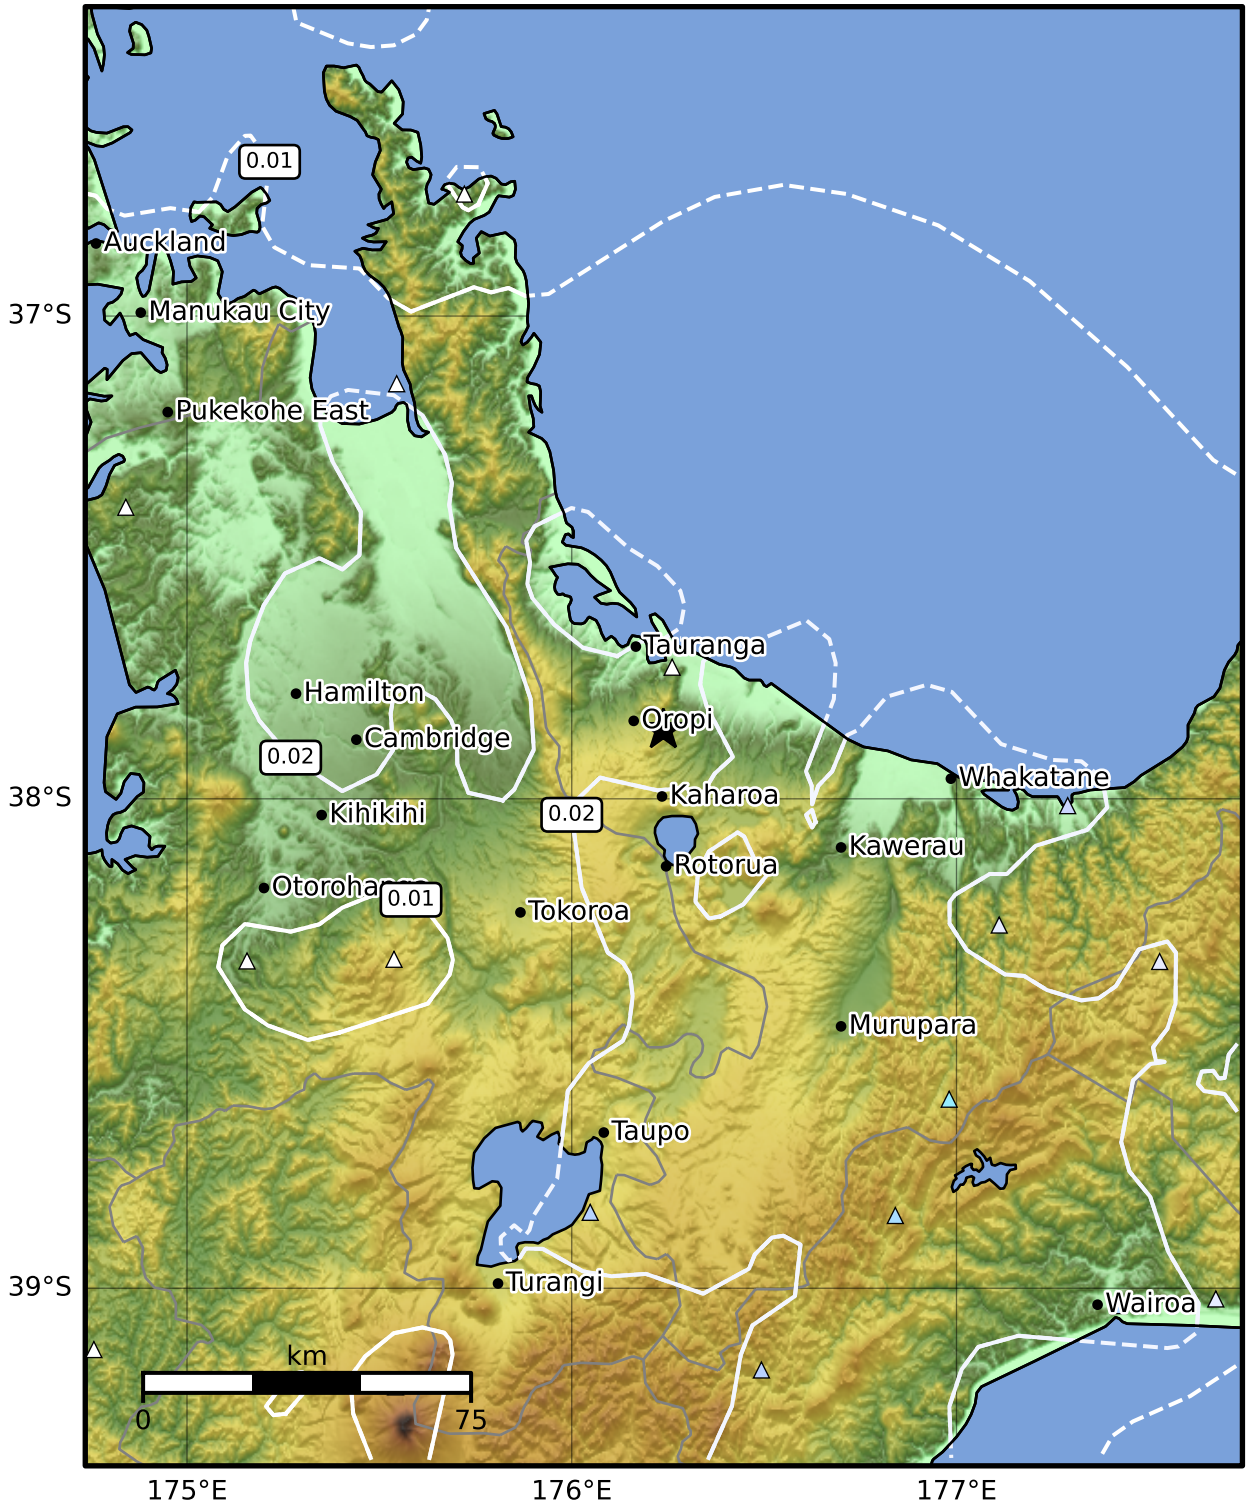 0.01
Auckland
Manukau City
37°S
Pukekohe East
Tauranga
Hamilton
Oropi
Cambridge
0.02
Whakatane
38°S
Kaharoa
Kihikihi
0.02
Kawerau
Rotorua
0.01
Tokoroa
Murupara
Taupo
Turangi
39°S
Wairoa
km
0
75
175°E
176°E
177°E